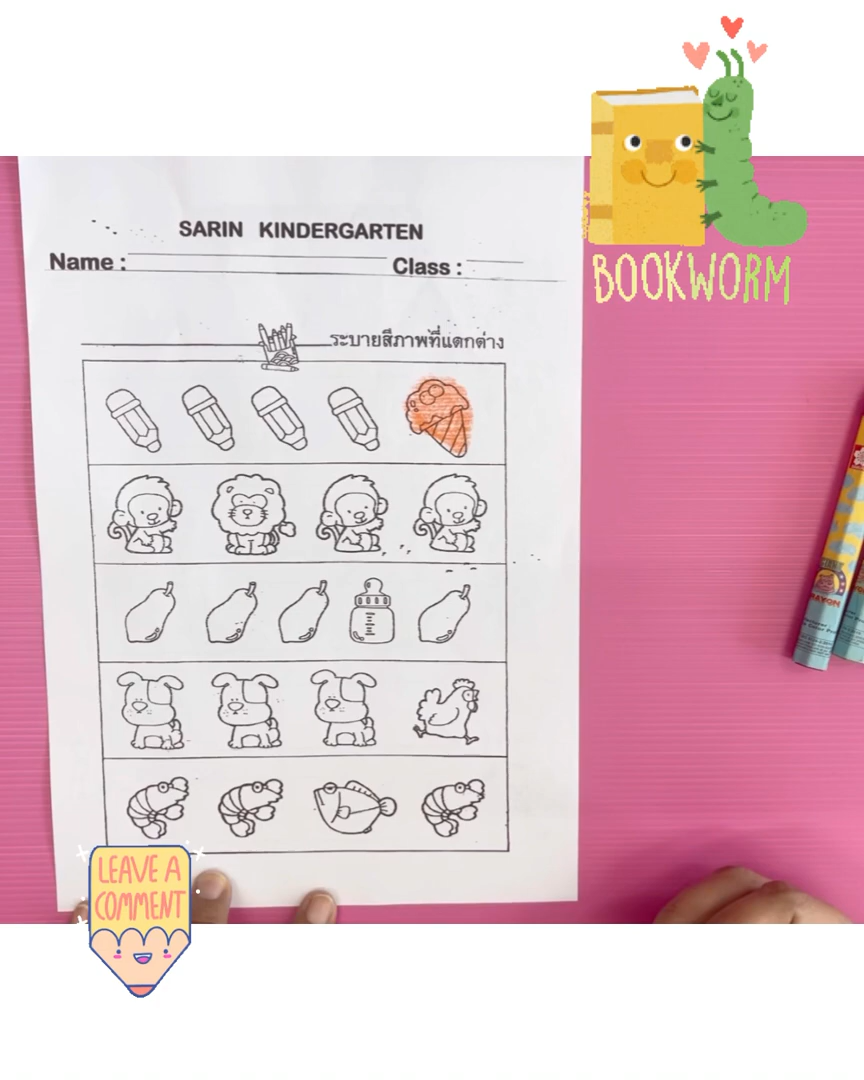 BOOKWORM
SARIN KINDERGARTEN
Name : Class :
ระบายสีภาพที่แตกต่าง
LEAVE A
COMMENT